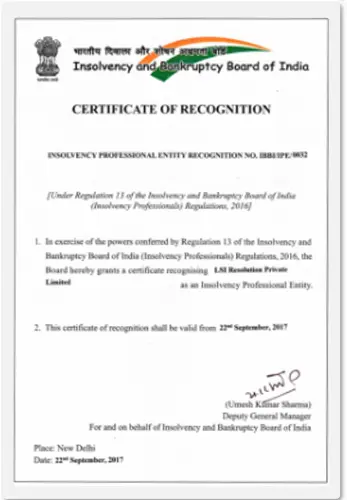 भारतीय दिवाला और शोधन अक्षमता बोर्ड
Insolvency and Bankruptcy Board of India
CERTIFICATE OF RECOGNITION
INSOLVENCY PROFESSIONAL ENTITY RECOGNITION NO. IBBI/IPE/0032
[Under Regulation 13 of the Insolvency and Bankruptcy Board of India
(Insolvency Professionals) Regulations, 2016]
1. In exercise of the powers conferred by Regulation 13 of the Insolvency and
Bankruptcy Board of India (Insolvency Professionals) Regulations, 2016, the
Board hereby grants a certificate recognising LSI Resolution Private
Limited as an Insolvency Professional Entity.
2. This certificate of recognition shall be valid from 22nd September, 2017
(Umesh Kumar Sharma)
Deputy General Manager
For and on behalf of Insolvency and Bankruptcy Board of India
Place: New Delhi
Date: 22nd September, 2017